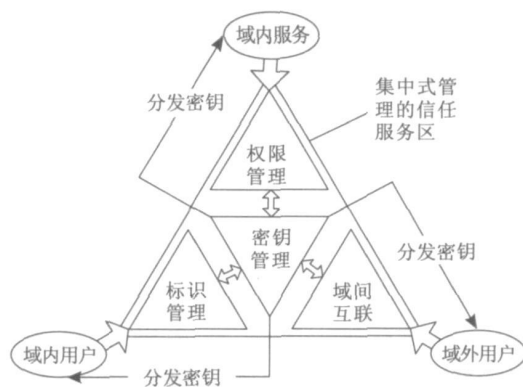 域内服务
分发密钥
集中式管
理的信任
服务区
权限
管理
密钥
管理
分发密钥
标识
管理
域间
互联
域内用户
分发密钥
域外用户